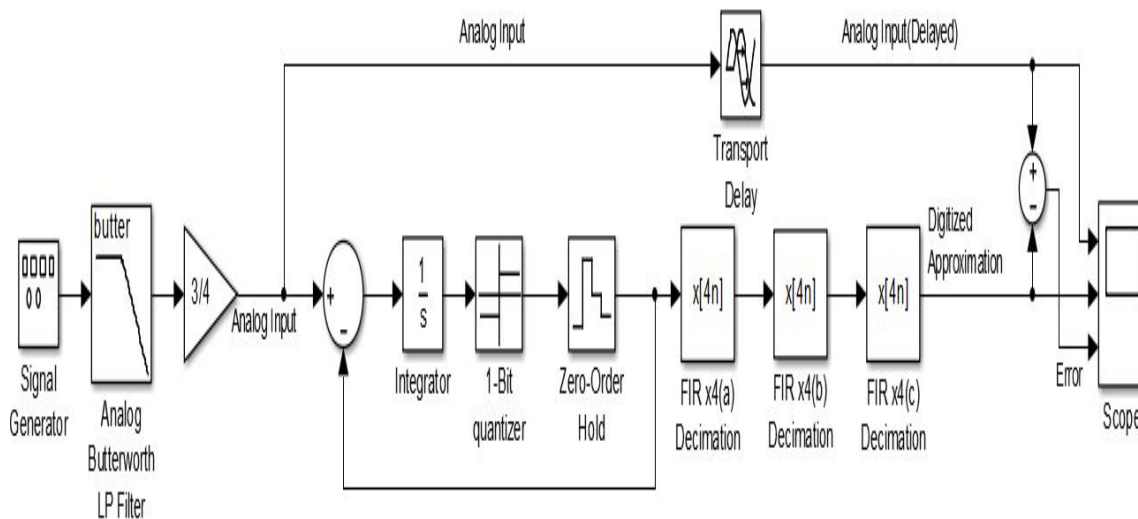 Analog Input
Analog Input(Delayed)
Transport
Delay
butter
3/4
Analog Input
+
−
1
s
x[4n]
x[4n]
x[4n]
Digitized
Approximation
+
−
Error
Signal
Generator
Analog
Butterworth
LP Filter
Integrator
1-Bit
quantizer
Zero-Order
Hold
FIR x4(a)
Decimation
FIR x4(b)
Decimation
FIR x4(c)
Decimation
Scope